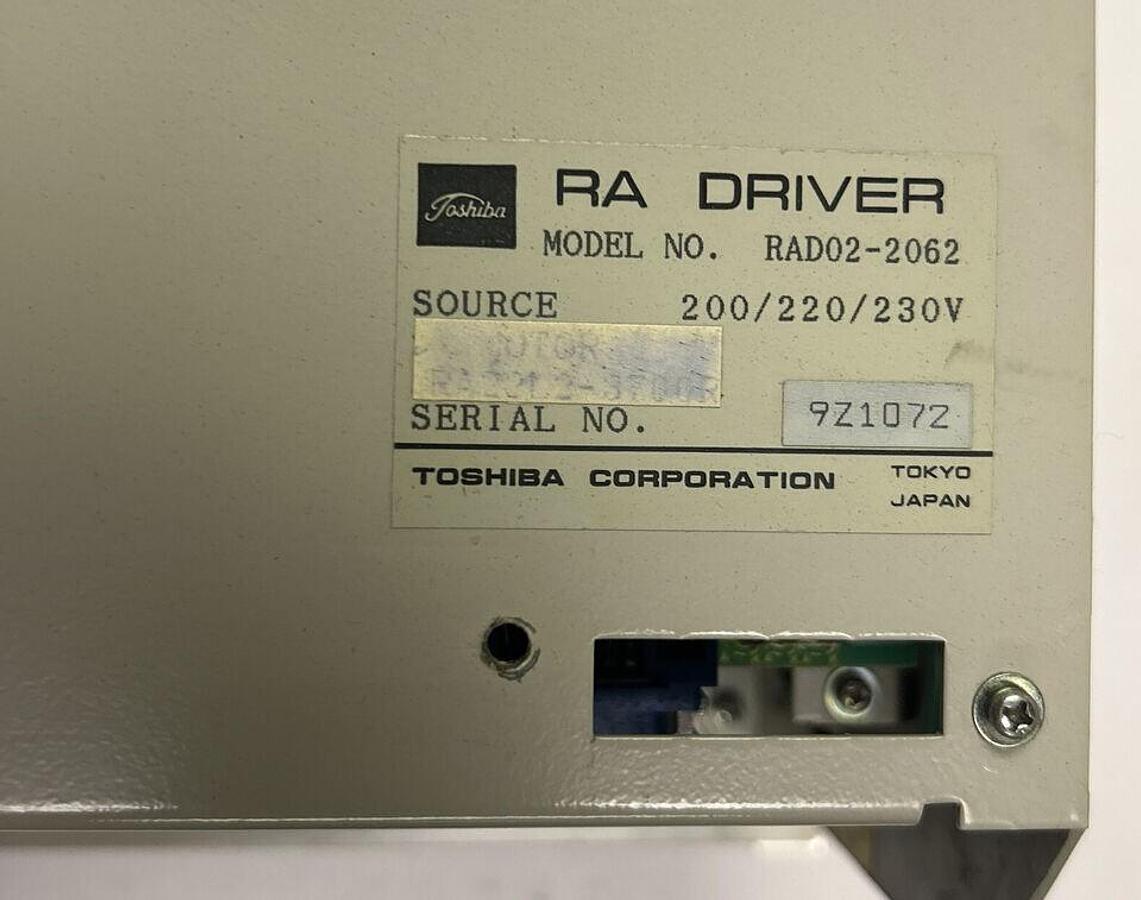 Toshiba
RA DRIVER
MODEL NO. RAD02-2062
SOURCE 200/220/230V
SERIAL NO. 9Z1072
TOSHIBA CORPORATION TOKYO
JAPAN